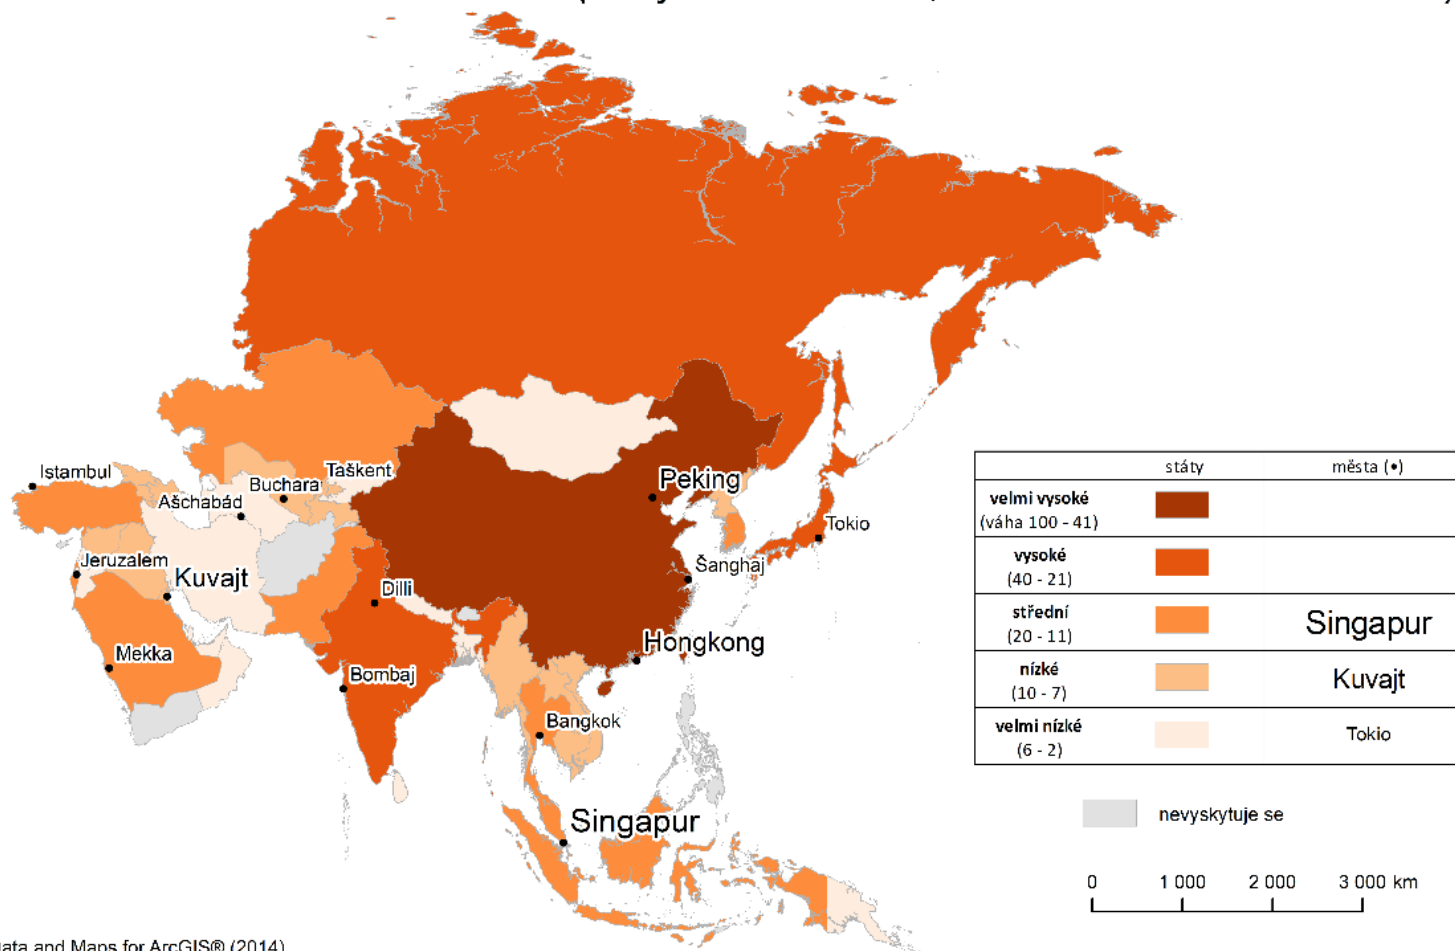 Istambul
Taškent
Buchara
Ašchabád
Peking
Tokio
Jeruzalem
Kuvajt
Šanghaj
Dilli
Mekka
Hongkong
Bombaj
Bangkok
Singapur
státy města (•)
velmi vysoké
(váha 100 - 41)
vysoké
(40 - 21)
střední
(20 - 11)
Singapur
nízké
(10 - 7)
Kuvajt
velmi nízké
(6 - 2)
Tokio
nevyskytuje se
0 1 000 2 000 3 000 km
and Maps for ArcGIS® (2014)